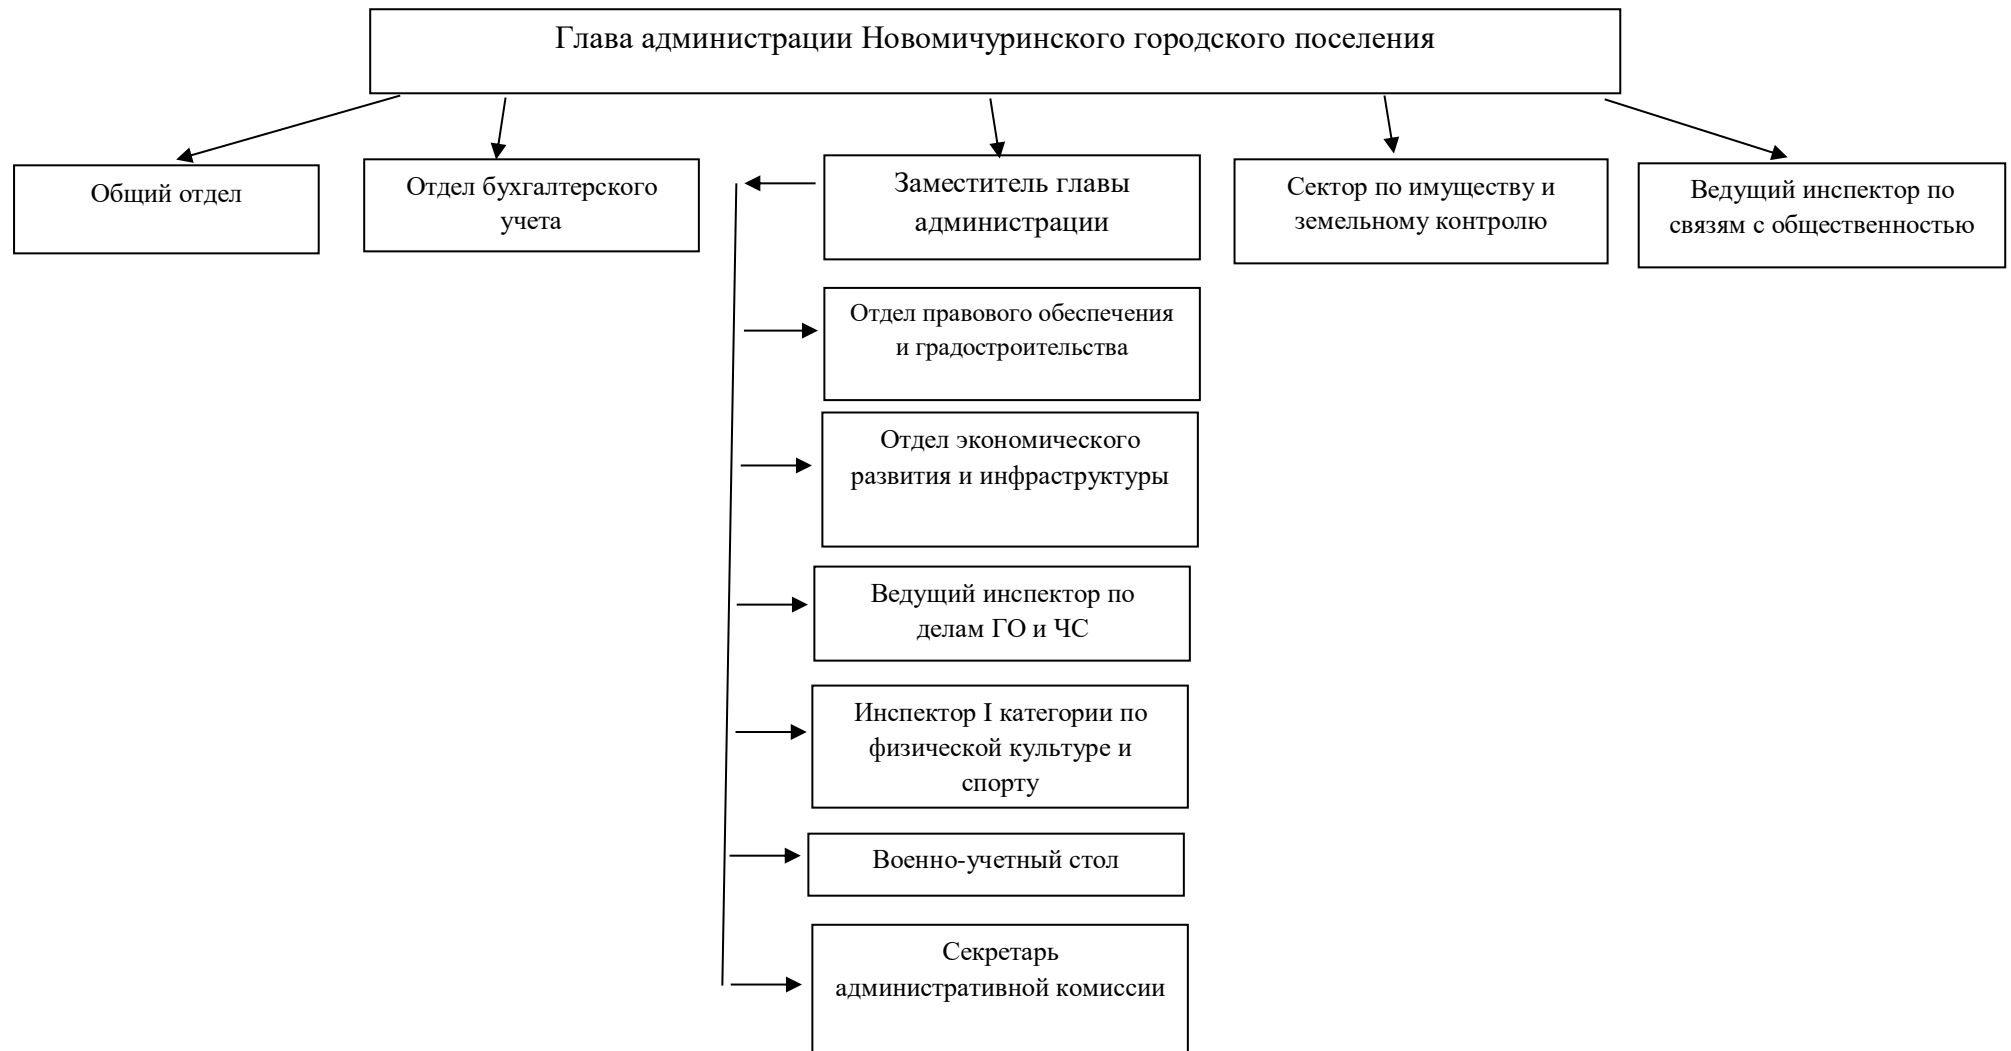 Глава администрации Новомичуринского городского поселения
Общий отдел
Отдел бухгалтерского
учета
Заместитель главы
администрации
Сектор по имуществу и
земельному контролю
Ведущий инспектор по
связям с общественностью
Отдел правового обеспечения
и градостроительства
Отдел экономического
развития и инфраструктуры
Ведущий инспектор по
делам ГО и ЧС
Инспектор I категории по
физической культуре и
спорту
Военно-учетный стол
Секретарь
административной комиссии